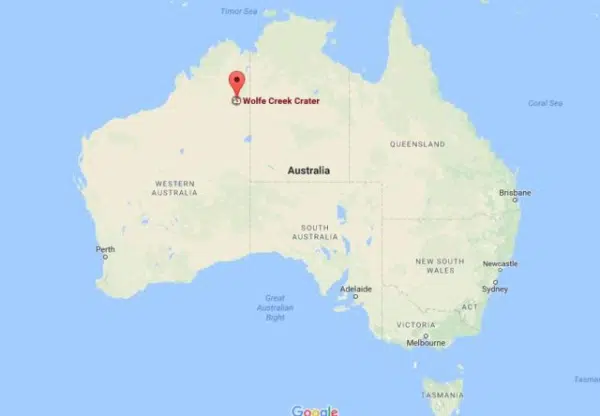 Timor Sea
Wolfe Creek Crater
Coral Sea
QUEENSLAND
Australia
WESTERN
AUSTRALIA
Brisbane
SOUTH
AUSTRALIA
Perth
NEW SOUTH
WALES
Newcastle
Adelaide
Sydney
Great
Australian
Bight
ACT
VICTORIA
Melbourne
Tasman
TASMANIA
Google